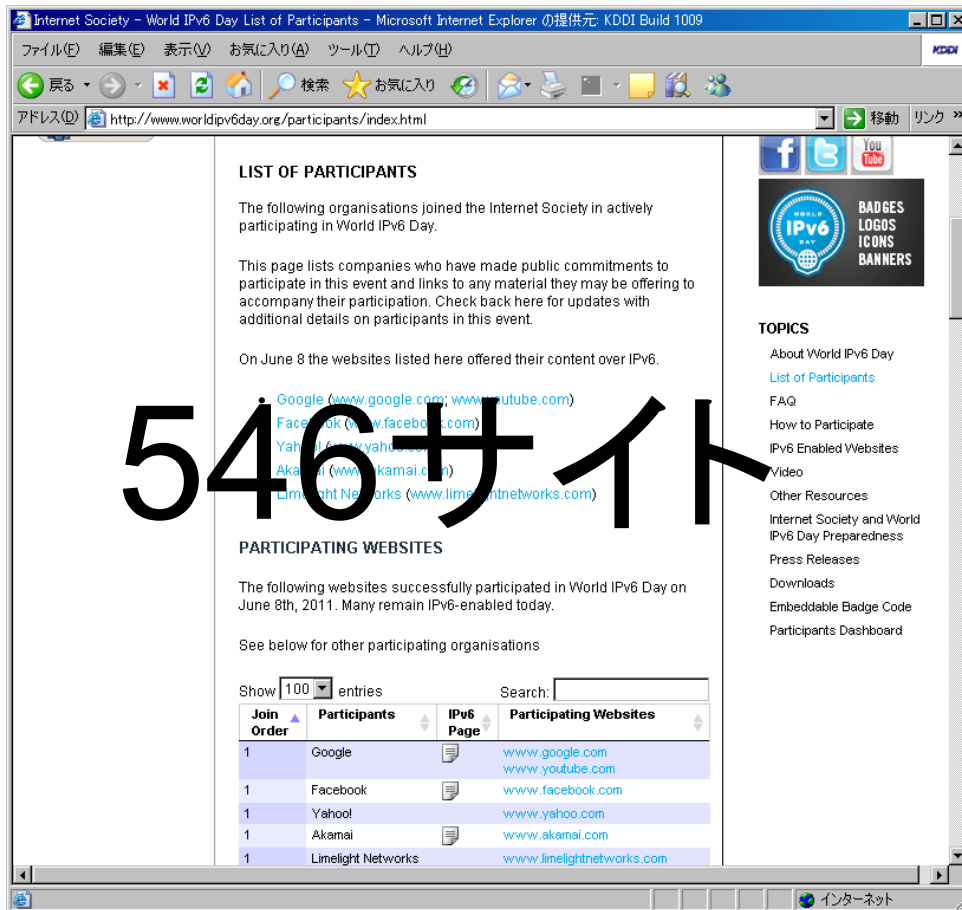 Internet Society - World IPv6 Day List of Participants - Microsoft Internet Explorer の提供元: KDDI Build 1009
ファイル(F) 編集(E) 表示(V) お気に入り(A) ツール(T) ヘルプ(H)
KDDI
戻る 検索 お気に入り
アドレス(D) http://www.worldipv6day.org/participants/index.html 移動 リンク »
LIST OF PARTICIPANTS
The following organisations joined the Internet Society in actively
participating in World IPv6 Day.
This page lists companies who have made public commitments to
participate in this event and links to any material they may be offering to
accompany their participation. Check back here for updates with
additional details on participants in this event.
On June 8 the websites listed here offered their content over IPv6.
Google (www.google.com; www.youtube.com)
Facebook (www.facebook.com)
Yahoo! (www.yahoo.com)
Akamai (www.akamai.com)
Limelight Networks (www.limelightnetworks.com)
546サイト
PARTICIPATING WEBSITES
The following websites successfully participated in World IPv6 Day on
June 8th, 2011. Many remain IPv6-enabled today.
See below for other participating organisations
Show 100 entries Search:
Join Order Participants IPv6 Page Participating Websites
1 Google www.google.com
www.youtube.com
1 Facebook www.facebook.com
1 Yahoo! www.yahoo.com
1 Akamai www.akamai.com
1 Limelight Networks www.limelightnetworks.com
You
Tube
WORLD
IPv6
DAY
BADGES
LOGOS
ICONS
BANNERS
TOPICS
About World IPv6 Day
List of Participants
FAQ
How to Participate
IPv6 Enabled Websites
Video
Other Resources
Internet Society and World
IPv6 Day Preparedness
Press Releases
Downloads
Embeddable Badge Code
Participants Dashboard
インターネット